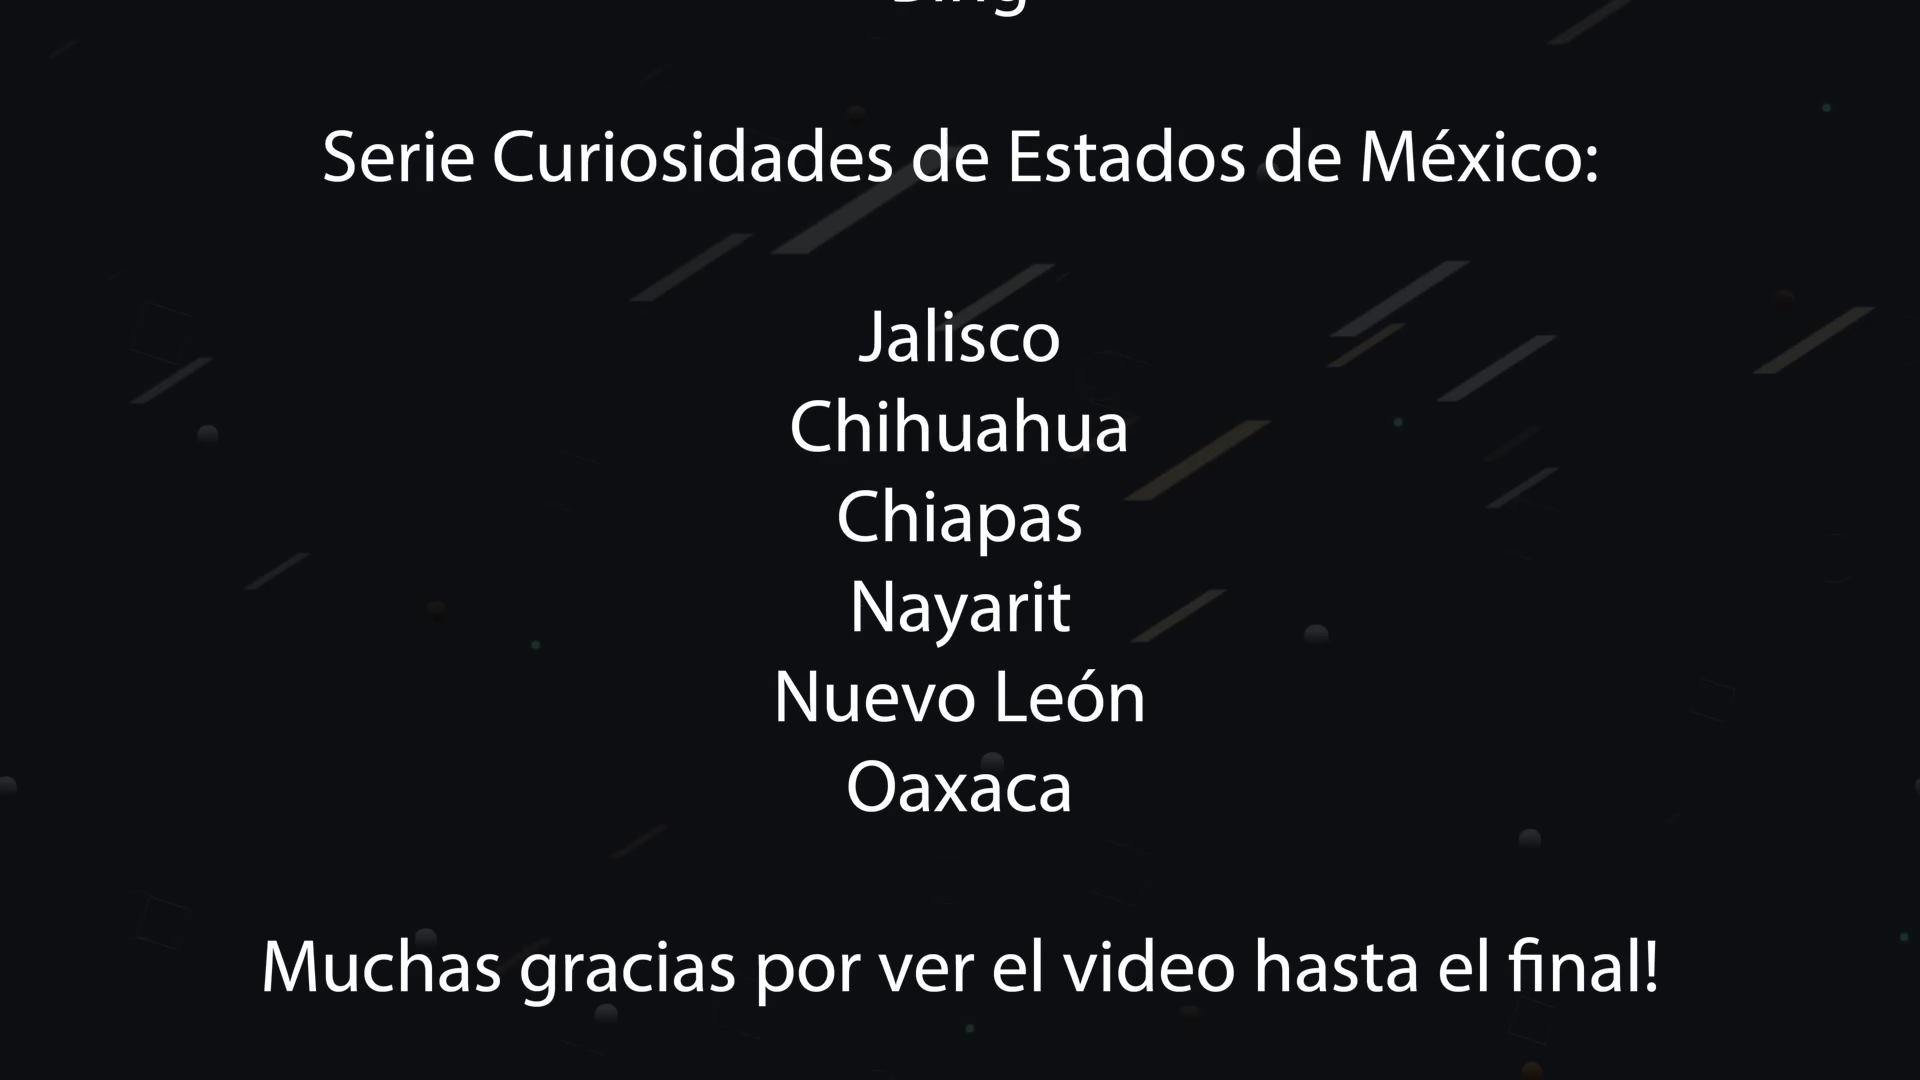 Serie Curiosidades de Estados de México:
Jalisco
Chihuahua
Chiapas
Nayarit
Nuevo León
Oaxaca
Muchas gracias por ver el video hasta el final!